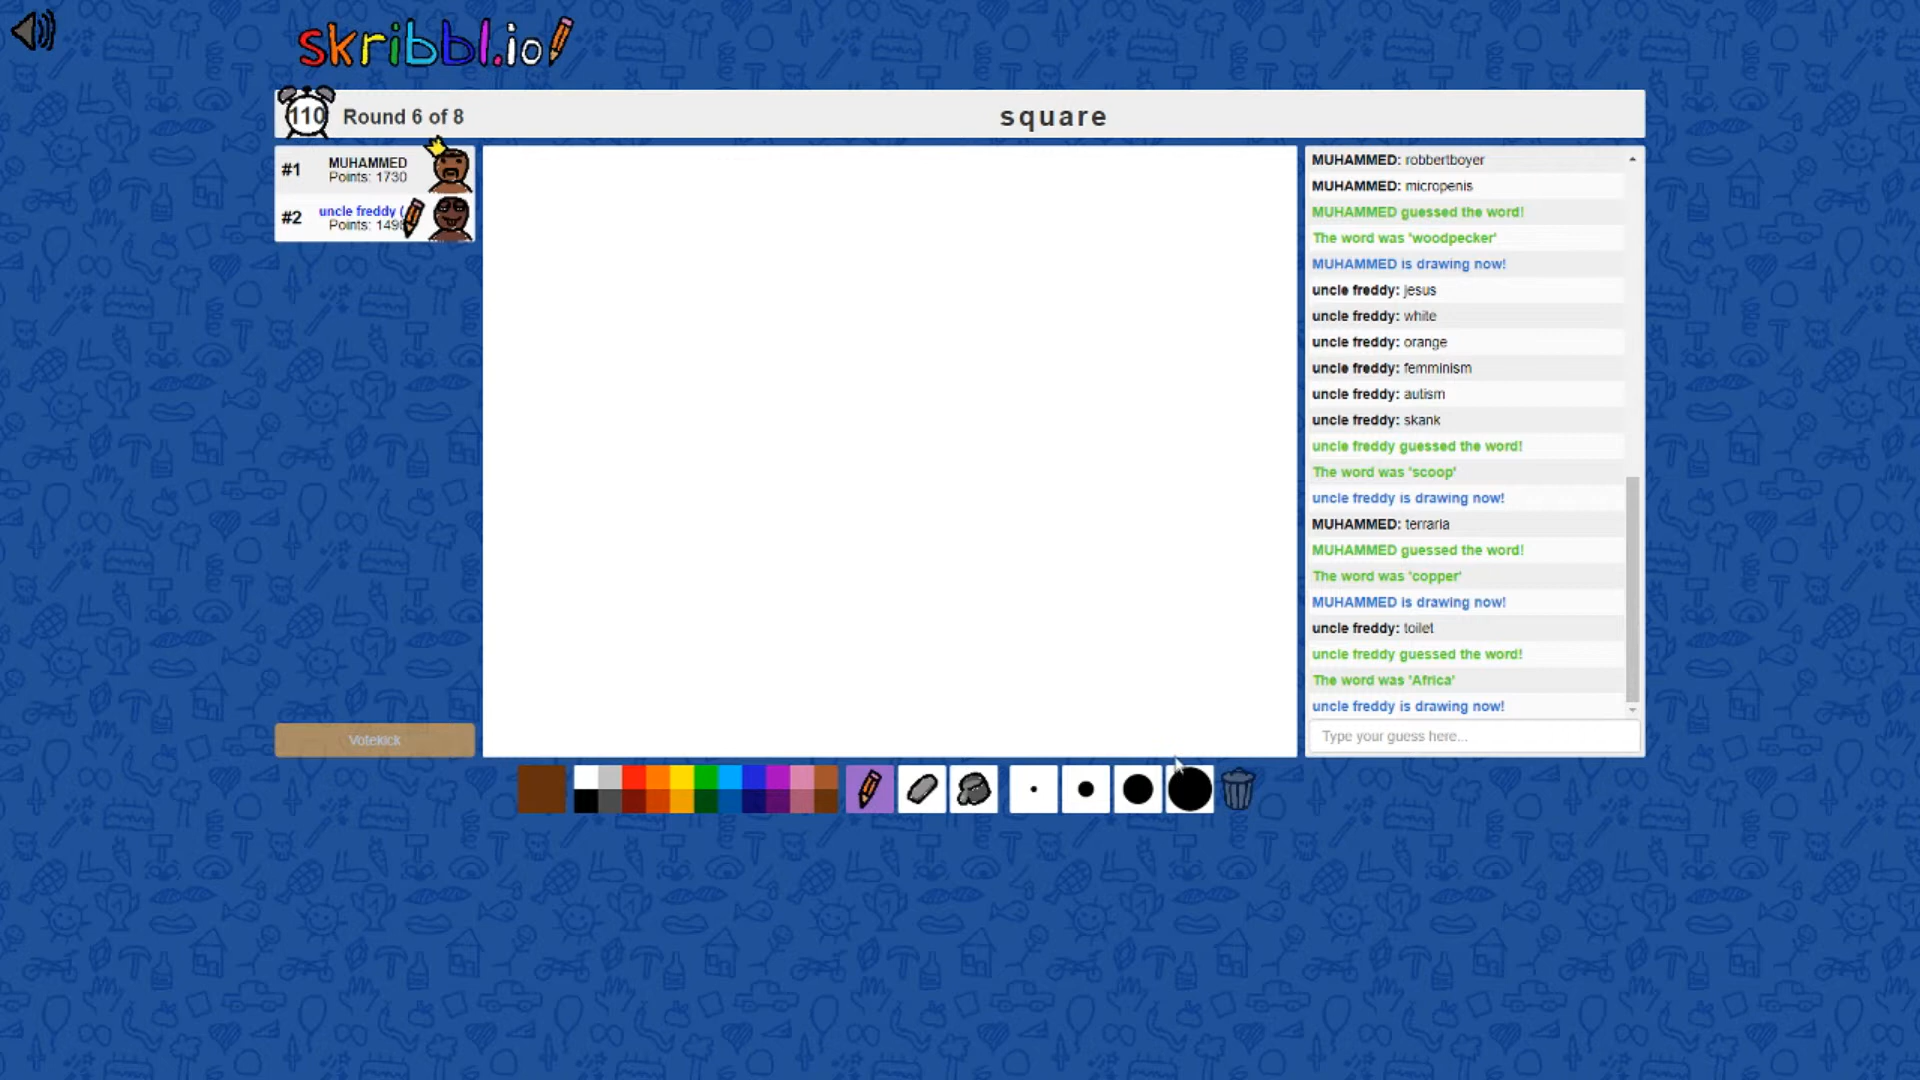 skribbl.io
110 Round 6 of 8
square
#1 MUHAMMED
Points: 1730
#2 uncle freddy (
Points: 149
Votekick
MUHAMMED: robbertboyer
MUHAMMED: micropenis
MUHAMMED guessed the word!
The word was 'woodpecker'
MUHAMMED is drawing now!
uncle freddy: jesus
uncle freddy: white
uncle freddy: orange
uncle freddy: femminism
uncle freddy: autism
uncle freddy: skank
uncle freddy guessed the word!
The word was 'scoop'
uncle freddy is drawing now!
MUHAMMED: terraria
MUHAMMED guessed the word!
The word was 'copper'
MUHAMMED is drawing now!
uncle freddy: toilet
uncle freddy guessed the word!
The word was 'Africa'
uncle freddy is drawing now!
Type your guess here...